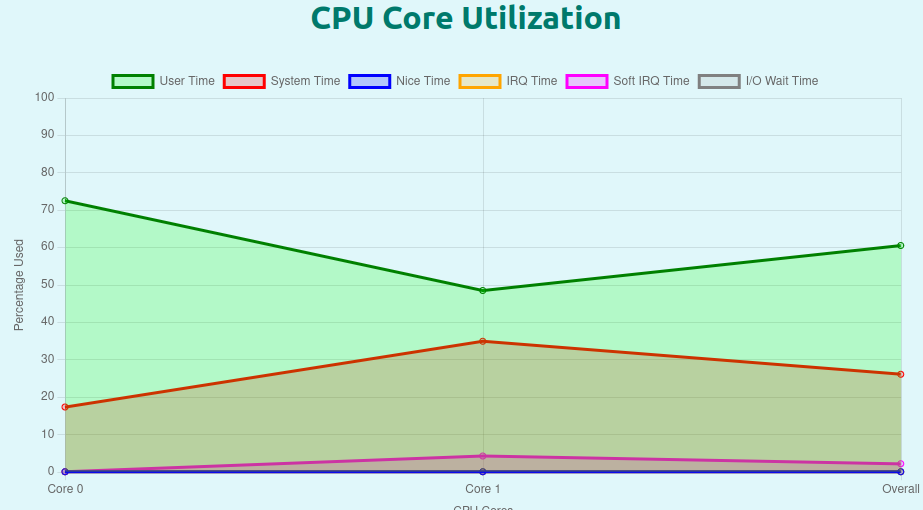 CPU Core Utilization
User Time System Time Nice Time IRQ Time Soft IRQ Time I/O Wait Time
100
90
80
70
60
50
40
30
20
10
0
Percentage Used
Core 0 Core 1 Overall
CPU Cores